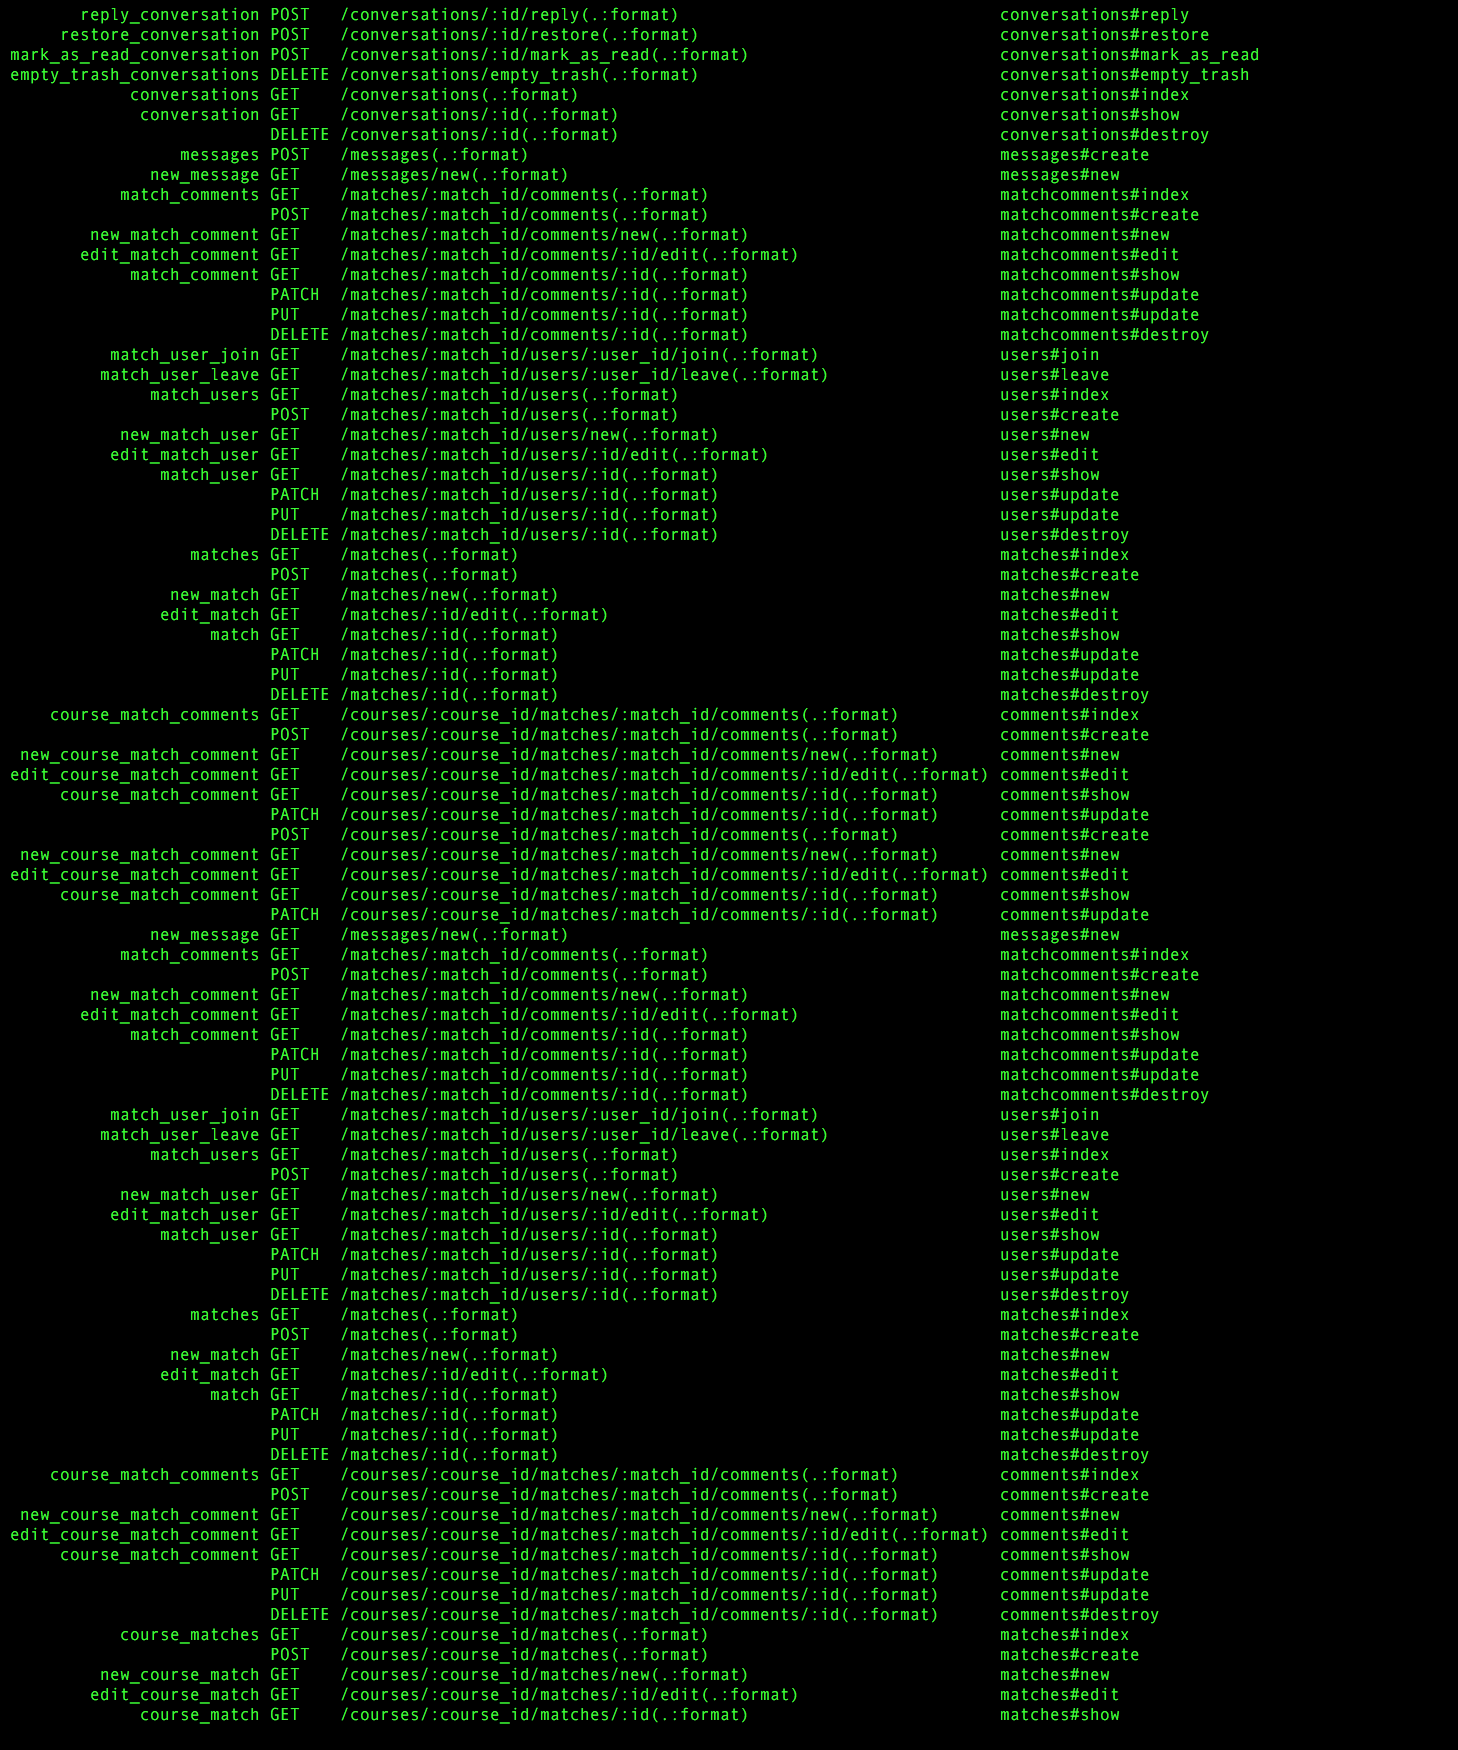 reply_conversation POST /conversations/:id/reply(.:format) conversations#reply
restore_conversation POST /conversations/:id/restore(.:format) conversations#restore
mark_as_read_conversation POST /conversations/:id/mark_as_read(.:format) conversations#mark_as_read
empty_trash_conversations DELETE /conversations/empty_trash(.:format) conversations#empty_trash
conversations GET /conversations(.:format) conversations#index
conversation GET /conversations/:id(.:format) conversations#show
DELETE /conversations/:id(.:format) conversations#destroy
messages POST /messages(.:format) messages#create
new_message GET /messages/new(.:format) messages#new
match_comments GET /matches/:match_id/comments(.:format) matchcomments#index
POST /matches/:match_id/comments(.:format) matchcomments#create
new_match_comment GET /matches/:match_id/comments/new(.:format) matchcomments#new
edit_match_comment GET /matches/:match_id/comments/:id/edit(.:format) matchcomments#edit
match_comment GET /matches/:match_id/comments/:id(.:format) matchcomments#show
PATCH /matches/:match_id/comments/:id(.:format) matchcomments#update
PUT /matches/:match_id/comments/:id(.:format) matchcomments#update
DELETE /matches/:match_id/comments/:id(.:format) matchcomments#destroy
match_user_join GET /matches/:match_id/users/:user_id/join(.:format) users#join
match_user_leave GET /matches/:match_id/users/:user_id/leave(.:format) users#leave
match_users GET /matches/:match_id/users(.:format) users#index
POST /matches/:match_id/users(.:format) users#create
new_match_user GET /matches/:match_id/users/new(.:format) users#new
edit_match_user GET /matches/:match_id/users/:id/edit(.:format) users#edit
match_user GET /matches/:match_id/users/:id(.:format) users#show
PATCH /matches/:match_id/users/:id(.:format) users#update
PUT /matches/:match_id/users/:id(.:format) users#update
DELETE /matches/:match_id/users/:id(.:format) users#destroy
matches GET /matches(.:format) matches#index
POST /matches(.:format) matches#create
new_match GET /matches/new(.:format) matches#new
edit_match GET /matches/:id/edit(.:format) matches#edit
match GET /matches/:id(.:format) matches#show
PATCH /matches/:id(.:format) matches#update
PUT /matches/:id(.:format) matches#update
DELETE /matches/:id(.:format) matches#destroy
course_match_comments GET /courses/:course_id/matches/:match_id/comments(.:format) comments#index
POST /courses/:course_id/matches/:match_id/comments(.:format) comments#create
new_course_match_comment GET /courses/:course_id/matches/:match_id/comments/new(.:format) comments#new
edit_course_match_comment GET /courses/:course_id/matches/:match_id/comments/:id/edit(.:format) comments#edit
course_match_comment GET /courses/:course_id/matches/:match_id/comments/:id(.:format) comments#show
PATCH /courses/:course_id/matches/:match_id/comments/:id(.:format) comments#update
POST /courses/:course_id/matches/:match_id/comments(.:format) comments#create
new_course_match_comment GET /courses/:course_id/matches/:match_id/comments/new(.:format) comments#new
edit_course_match_comment GET /courses/:course_id/matches/:match_id/comments/:id/edit(.:format) comments#edit
course_match_comment GET /courses/:course_id/matches/:match_id/comments/:id(.:format) comments#show
PATCH /courses/:course_id/matches/:match_id/comments/:id(.:format) comments#update
new_message GET /messages/new(.:format) messages#new
match_comments GET /matches/:match_id/comments(.:format) matchcomments#index
POST /matches/:match_id/comments(.:format) matchcomments#create
new_match_comment GET /matches/:match_id/comments/new(.:format) matchcomments#new
edit_match_comment GET /matches/:match_id/comments/:id/edit(.:format) matchcomments#edit
match_comment GET /matches/:match_id/comments/:id(.:format) matchcomments#show
PATCH /matches/:match_id/comments/:id(.:format) matchcomments#update
PUT /matches/:match_id/comments/:id(.:format) matchcomments#update
DELETE /matches/:match_id/comments/:id(.:format) matchcomments#destroy
match_user_join GET /matches/:match_id/users/:user_id/join(.:format) users#join
match_user_leave GET /matches/:match_id/users/:user_id/leave(.:format) users#leave
match_users GET /matches/:match_id/users(.:format) users#index
POST /matches/:match_id/users(.:format) users#create
new_match_user GET /matches/:match_id/users/new(.:format) users#new
edit_match_user GET /matches/:match_id/users/:id/edit(.:format) users#edit
match_user GET /matches/:match_id/users/:id(.:format) users#show
PATCH /matches/:match_id/users/:id(.:format) users#update
PUT /matches/:match_id/users/:id(.:format) users#update
DELETE /matches/:match_id/users/:id(.:format) users#destroy
matches GET /matches(.:format) matches#index
POST /matches(.:format) matches#create
new_match GET /matches/new(.:format) matches#new
edit_match GET /matches/:id/edit(.:format) matches#edit
match GET /matches/:id(.:format) matches#show
PATCH /matches/:id(.:format) matches#update
PUT /matches/:id(.:format) matches#update
DELETE /matches/:id(.:format) matches#destroy
course_match_comments GET /courses/:course_id/matches/:match_id/comments(.:format) comments#index
POST /courses/:course_id/matches/:match_id/comments(.:format) comments#create
new_course_match_comment GET /courses/:course_id/matches/:match_id/comments/new(.:format) comments#new
edit_course_match_comment GET /courses/:course_id/matches/:match_id/comments/:id/edit(.:format) comments#edit
course_match_comment GET /courses/:course_id/matches/:match_id/comments/:id(.:format) comments#show
PATCH /courses/:course_id/matches/:match_id/comments/:id(.:format) comments#update
PUT /courses/:course_id/matches/:match_id/comments/:id(.:format) comments#update
DELETE /courses/:course_id/matches/:match_id/comments/:id(.:format) comments#destroy
course_matches GET /courses/:course_id/matches(.:format) matches#index
POST /courses/:course_id/matches(.:format) matches#create
new_course_match GET /courses/:course_id/matches/new(.:format) matches#new
edit_course_match GET /courses/:course_id/matches/:id/edit(.:format) matches#edit
course_match GET /courses/:course_id/matches/:id(.:format) matches#show